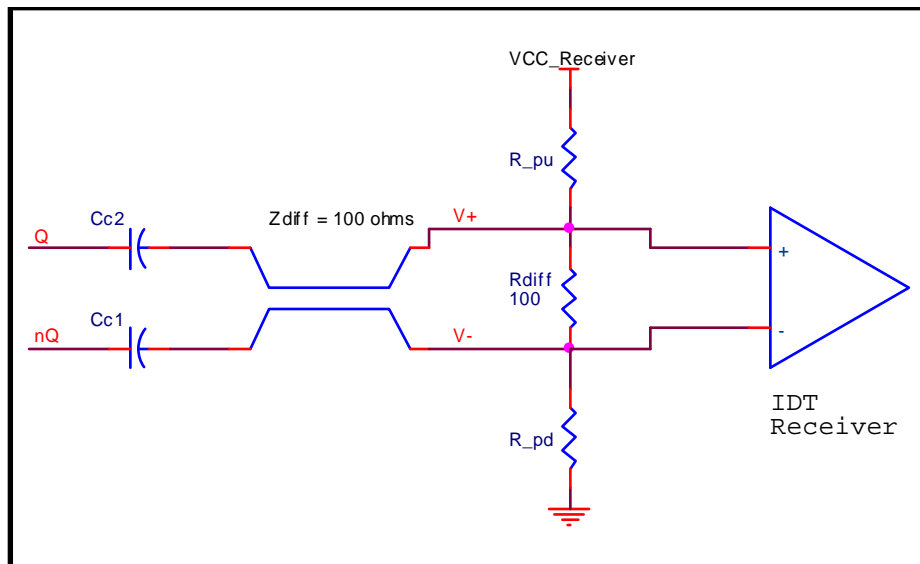 VCC_Receiver
R_pu
Cc2
Zdiff = 100 ohms
V+
Q
+
Rdiff
100
Cc1
nQ
V-
-
IDT
Receiver
R_pd